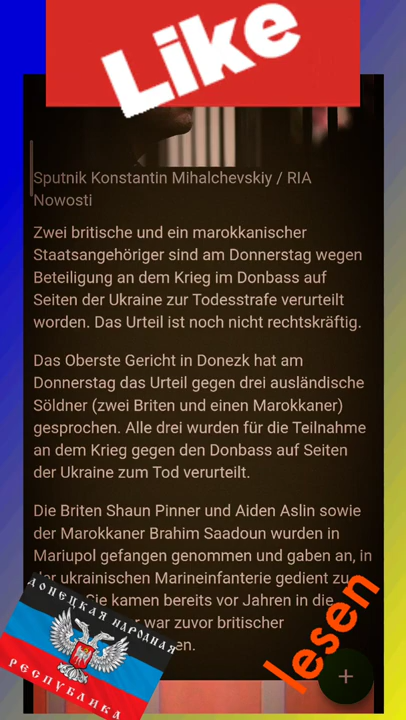 Like
Sputnik Konstantin Mihalchevskiy / RIA
Nowosti
Zwei britische und ein marokkanischer
Staatsangehöriger sind am Donnerstag wegen
Beteiligung an dem Krieg im Donbass auf
Seiten der Ukraine zur Todesstrafe verurteilt
worden. Das Urteil ist noch nicht rechtskräftig.
Das Oberste Gericht in Donezk hat am
Donnerstag das Urteil gegen drei ausländische
Söldner (zwei Briten und einen Marokkaner)
gesprochen. Alle drei wurden für die Teilnahme
an dem Krieg gegen den Donbass auf Seiten
der Ukraine zum Tod verurteilt.
Die Briten Shaun Pinner und Aiden Aslin sowie
der Marokkaner Brahim Saadoun wurden in
Mariupol gefangen genommen und gaben an, in
der ukrainischen Marineinfanterie gedient zu
Sie kamen bereits vor Jahren in die
war zuvor britischer
ДОНЕЦКАЯ НАРОДНАЯ
РЕСПУБЛИКА
lesen
+